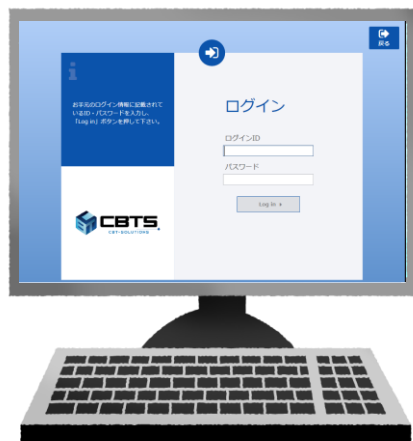 戻る
お手元のログイン情報に記載されて
いるID・パスワードを入力し、
「Log in」ボタンを押して下さい。
ログイン
ログインID
パスワード
Log in
CBTS.
CBT-SOLUTIONS